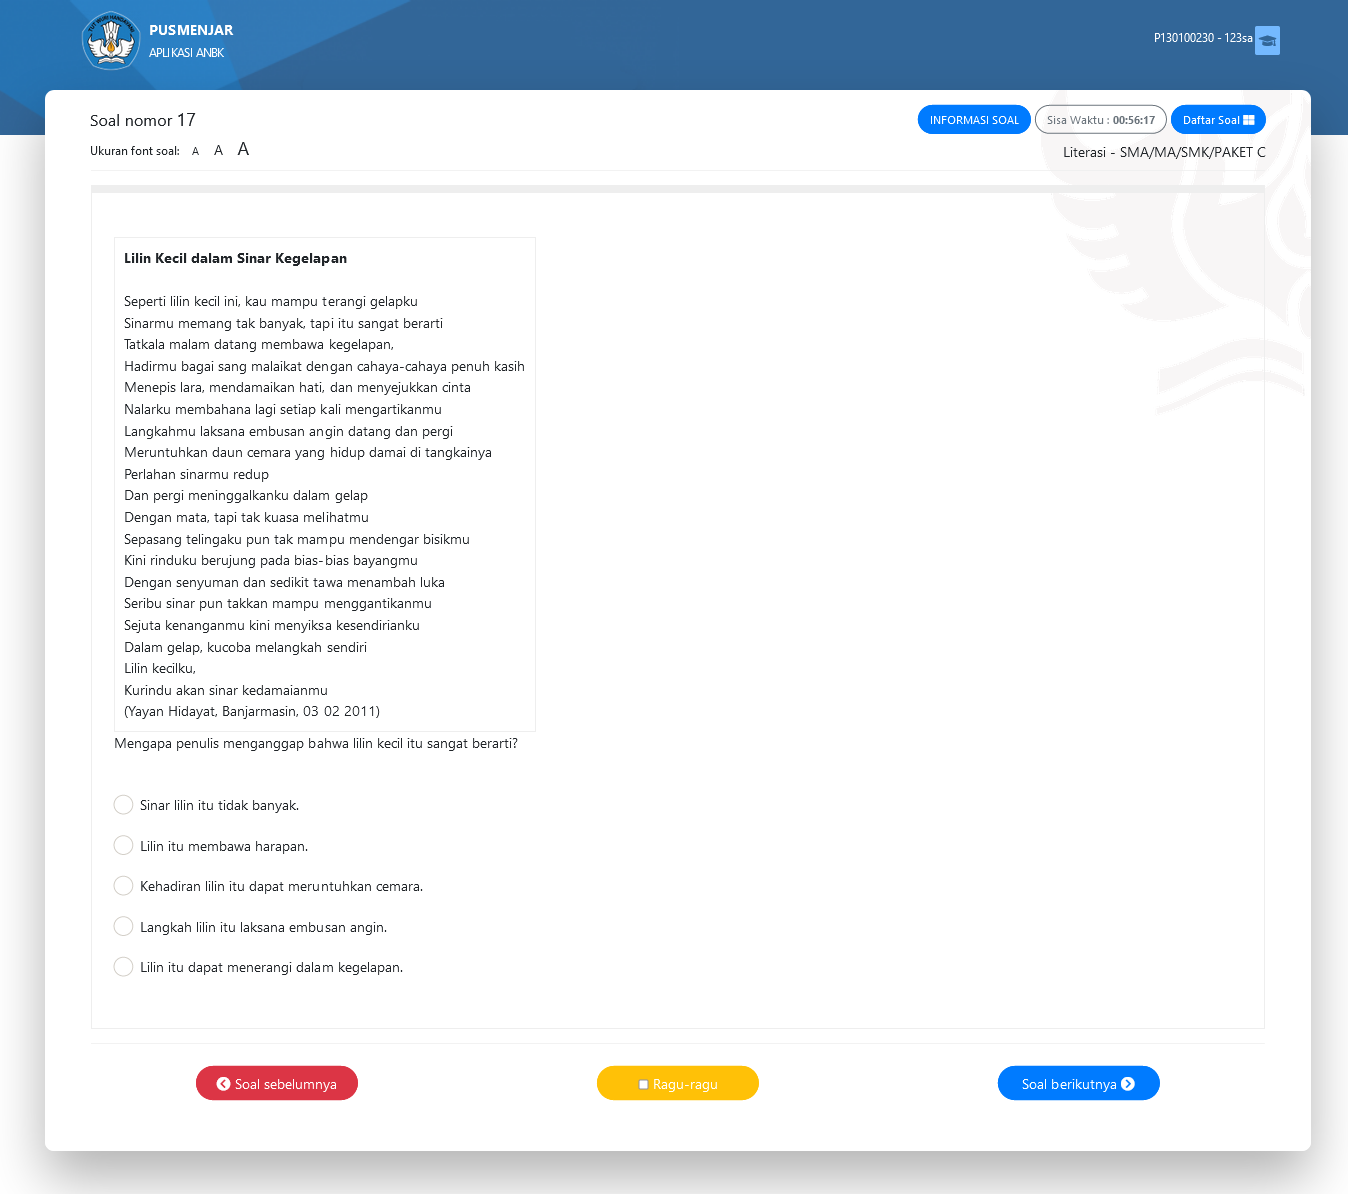 PUSMENJAR
APLIKASI ANBK
P130100230 - 123sa
Soal nomor 17
INFORMASI SOAL
Sisa Waktu : 00:56:17
Daftar Soal
Ukuran font soal: A A A
Literasi - SMA/MA/SMK/PAKET C
Lilin Kecil dalam Sinar Kegelapan
Seperti lilin kecil ini, kau mampu terangi gelapku
Sinarmu memang tak banyak, tapi itu sangat berarti
Tatkala malam datang membawa kegelapan,
Hadirmu bagai sang malaikat dengan cahaya-cahaya penuh kasih
Menepis lara, mendamaikan hati, dan menyejukkan cinta
Nalarku membahana lagi setiap kali mengartikanmu
Langkahmu laksana embusan angin datang dan pergi
Meruntuhkan daun cemara yang hidup damai di tangkainya
Perlahan sinarmu redup
Dan pergi meninggalkanku dalam gelap
Dengan mata, tapi tak kuasa melihatmu
Sepasang telingaku pun tak mampu mendengar bisikmu
Kini rinduku berujung pada bias-bias bayangmu
Dengan senyuman dan sedikit tawa menambah luka
Seribu sinar pun takkan mampu menggantikanmu
Sejuta kenanganmu kini menyiksa kesendirianku
Dalam gelap, kucoba melangkah sendiri
Lilin kecilku,
Kurindu akan sinar kedamaianmu
(Yayan Hidayat, Banjarmasin, 03 02 2011)
Mengapa penulis menganggap bahwa lilin kecil itu sangat berarti?
Sinar lilin itu tidak banyak.
Lilin itu membawa harapan.
Kehadiran lilin itu dapat meruntuhkan cemara.
Langkah lilin itu laksana embusan angin.
Lilin itu dapat menerangi dalam kegelapan.
Soal sebelumnya
Ragu-ragu
Soal berikutnya